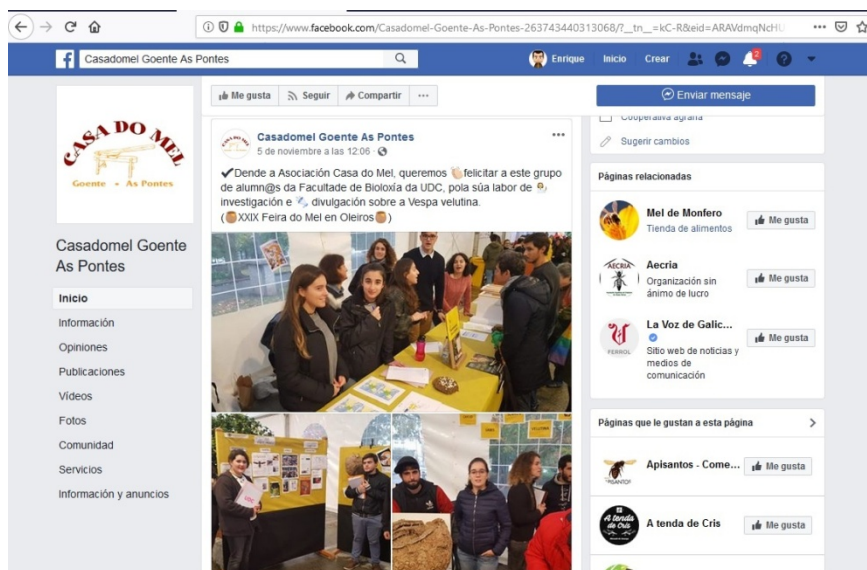 https://www.facebook.com/Casadomel-Goente-As-Pontes-263743440313068/?__tn__=kC-R&eid=ARAVdmqNcHU
Casadomel Goente As Pontes
Enrique
Inicio
Crear
2
CASA DO MEL
Goente - As Pontes
Casadomel Goente
As Pontes
Inicio
Información
Opiniones
Publicaciones
Vídeos
Fotos
Comunidad
Servicios
Información y anuncios
Me gusta
Seguir
Compartir
Casadomel Goente As Pontes
5 de noviembre a las 12:06
✔Dende a Asociación Casa do Mel, queremos 👏felicitar a este grupo
de alumn@s da Facultade de Bioloxía da UDC, pola súa labor de
investigación e divulgación sobre a Vespa velutina.
(XXIX Feira do Mel en Oleiros)
Enviar mensaje
Cooperativa agraria
Sugerir cambios
Páginas relacionadas
Mel de Monfero
Tienda de alimentos
Me gusta
AECRIA
Aecria
Organización sin
ánimo de lucro
Me gusta
FERROL
La Voz de Galic...
Sitio web de noticias y
medios de
comunicación
Me gusta
Páginas que le gustan a esta página
APISANTOS
Apisantos - Come...
Me gusta
A tenda
de Cris
A tenda de Cris
Me gusta